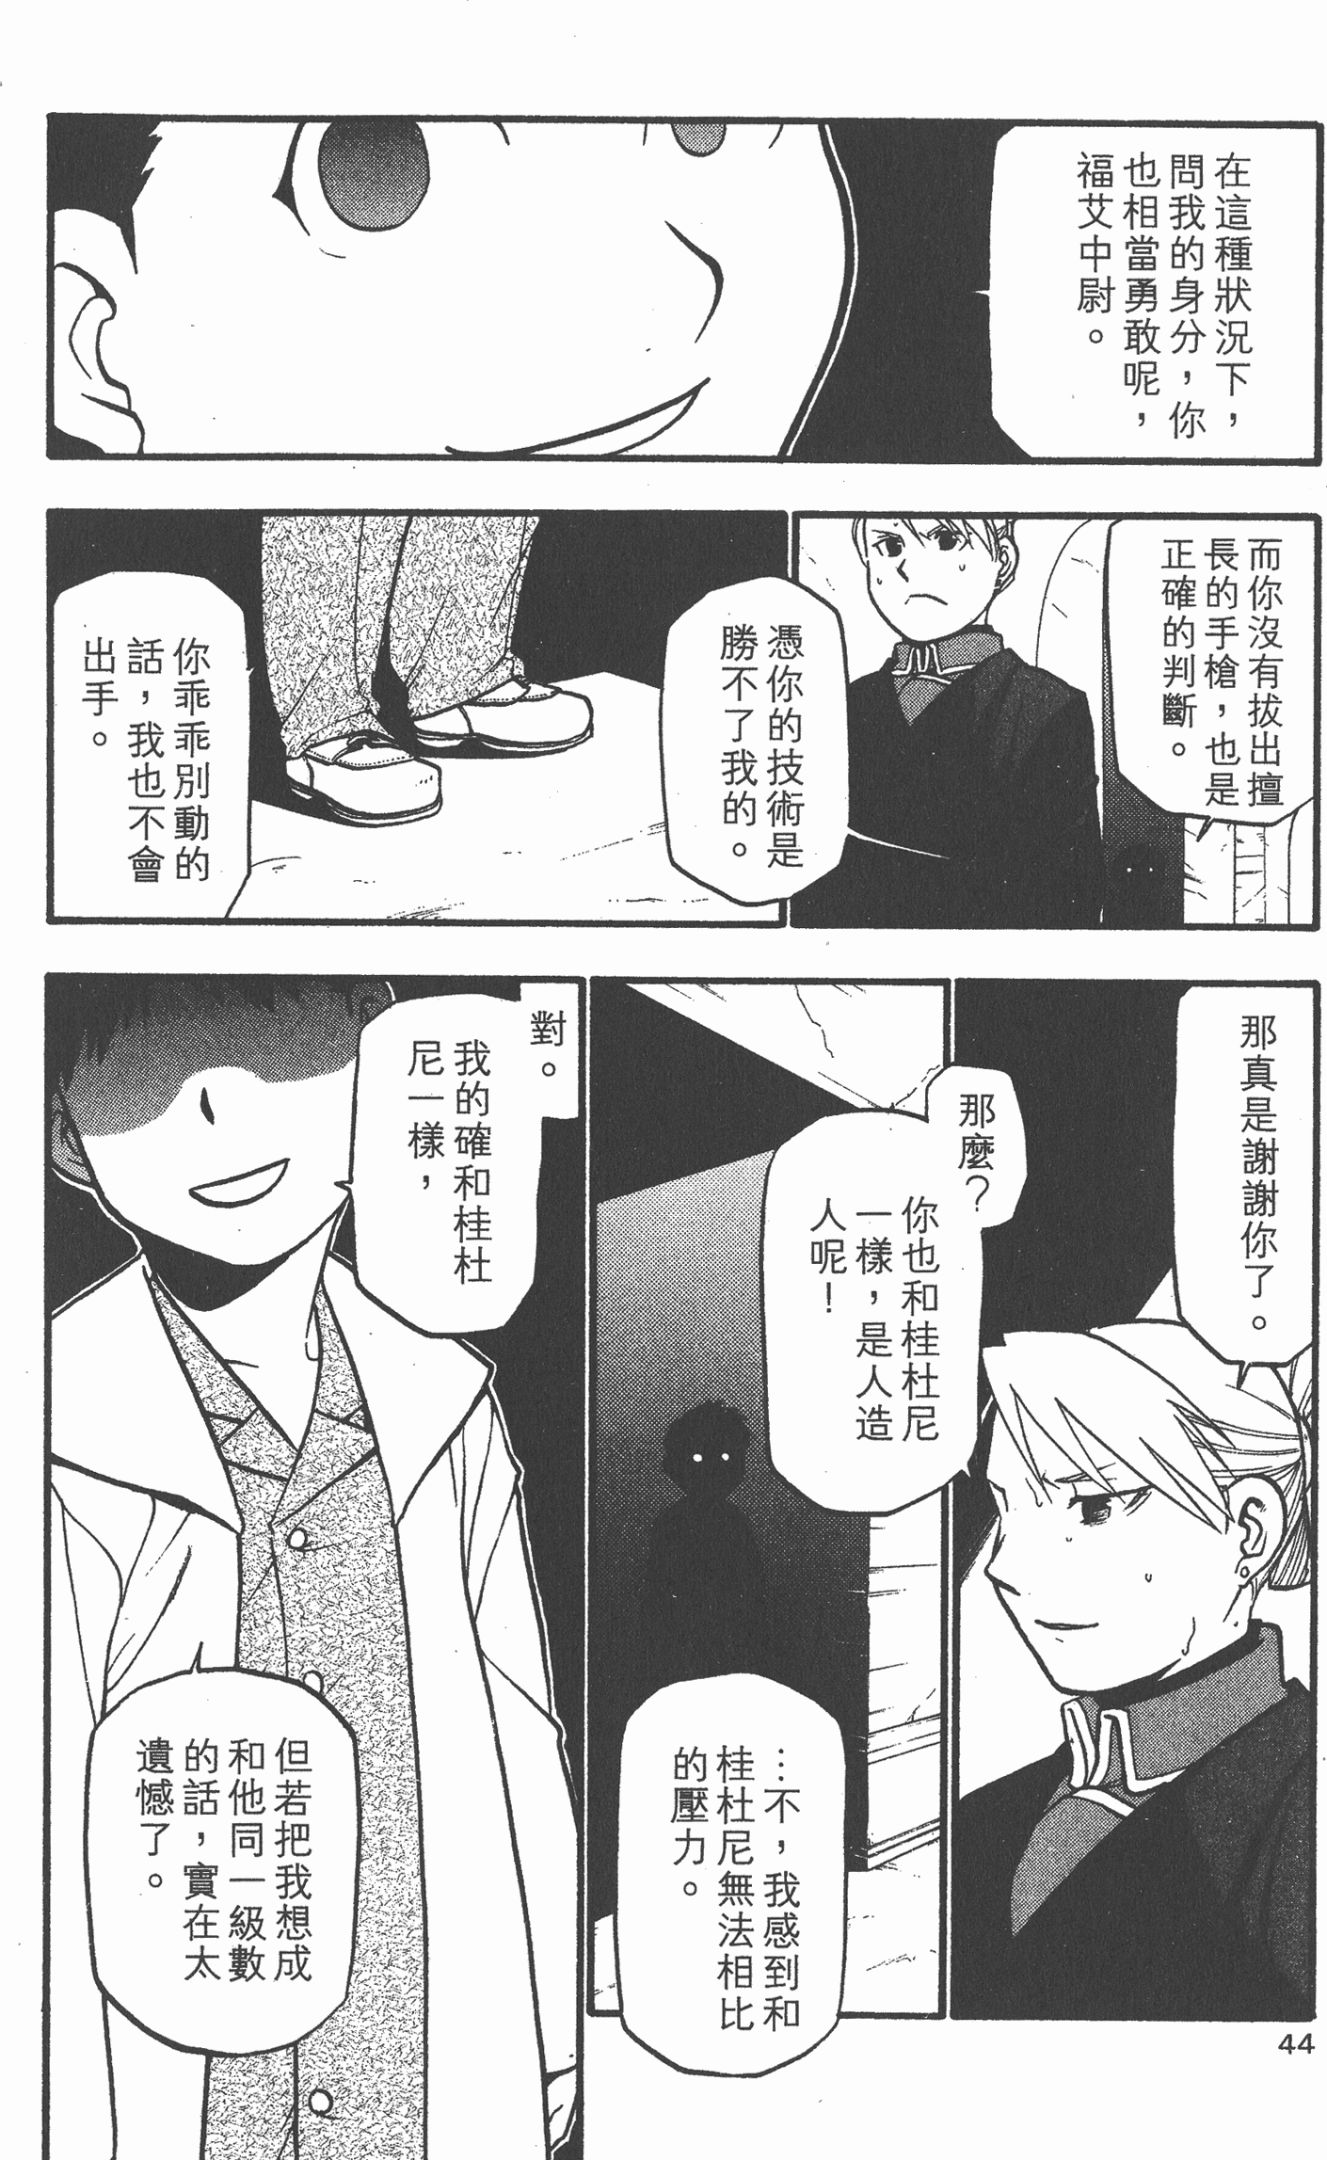 在這種狀況下，
問我的身分，你
也相當勇敢呢，
福艾中尉。
而你沒有拔出擅
長的手槍，也是
正確的判斷。
憑你的技術是
勝不了我的。
你乖乖別動的
話，我也不會
出手。
那真是謝謝你了。
那麼？
你也和桂杜尼
一樣，是人造
人呢！
…不，我感到和
桂杜尼無法相比
的壓力。
對。
我的確和桂杜
尼一樣，
但若把我想成
和他同一級數
的話，實在太
遺憾了。
44